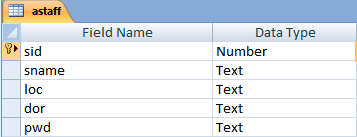 astaff
Field Name Data Type
sid Number
sname Text
loc Text
dor Text
pwd Text